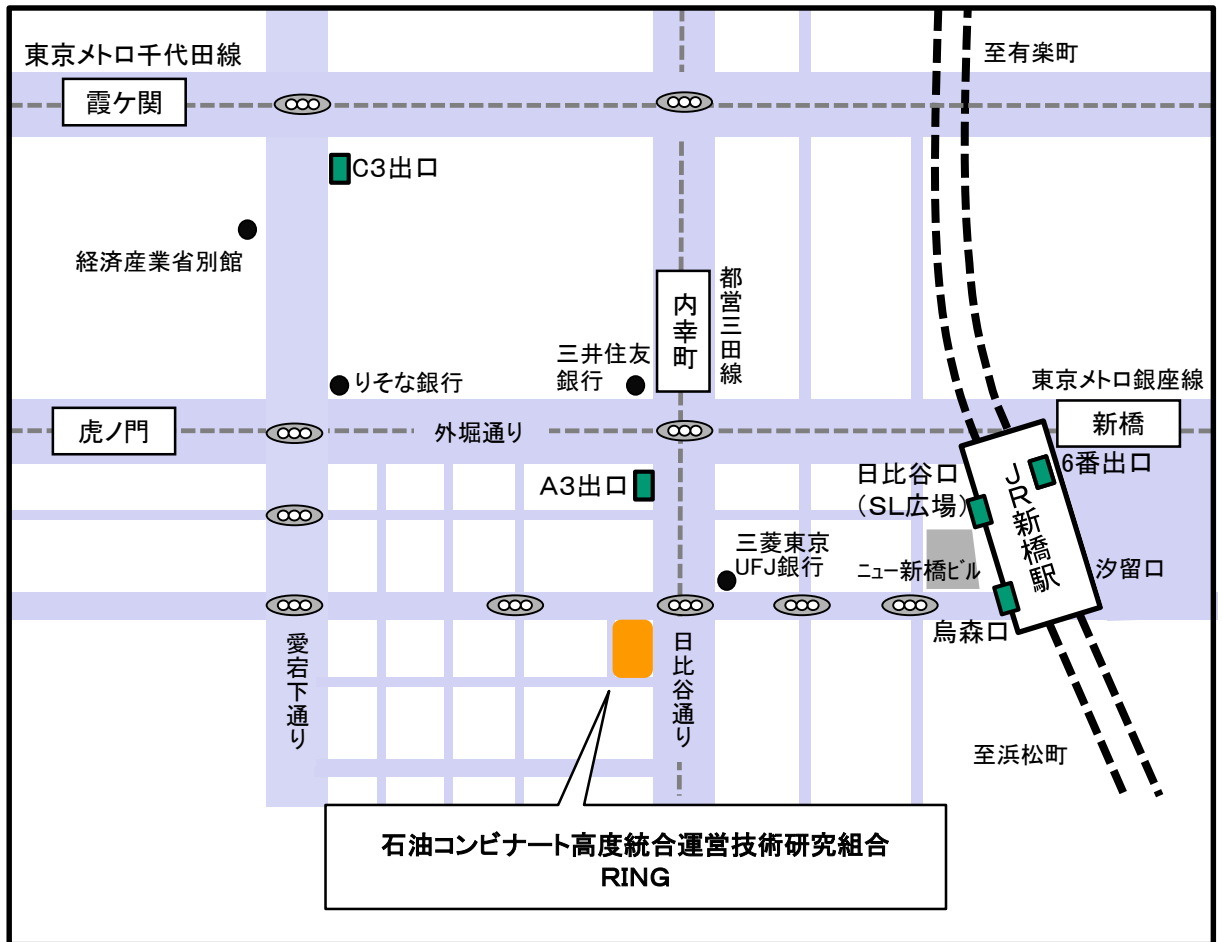 東京メトロ千代田線
至有楽町
霞ケ関
C3出口
経済産業省別館
内幸町
都営三田線
三井住友
銀行
りそな銀行
東京メトロ銀座線
虎ノ門
外堀通り
新橋
6番出口
日比谷口
（SL広場）
A3出口
JR新橋駅
三菱東京
UFJ銀行
ニュー新橋ビル
汐留口
烏森口
愛宕下通り
日比谷通り
至浜松町
石油コンビナート高度統合運営技術研究組合
RING